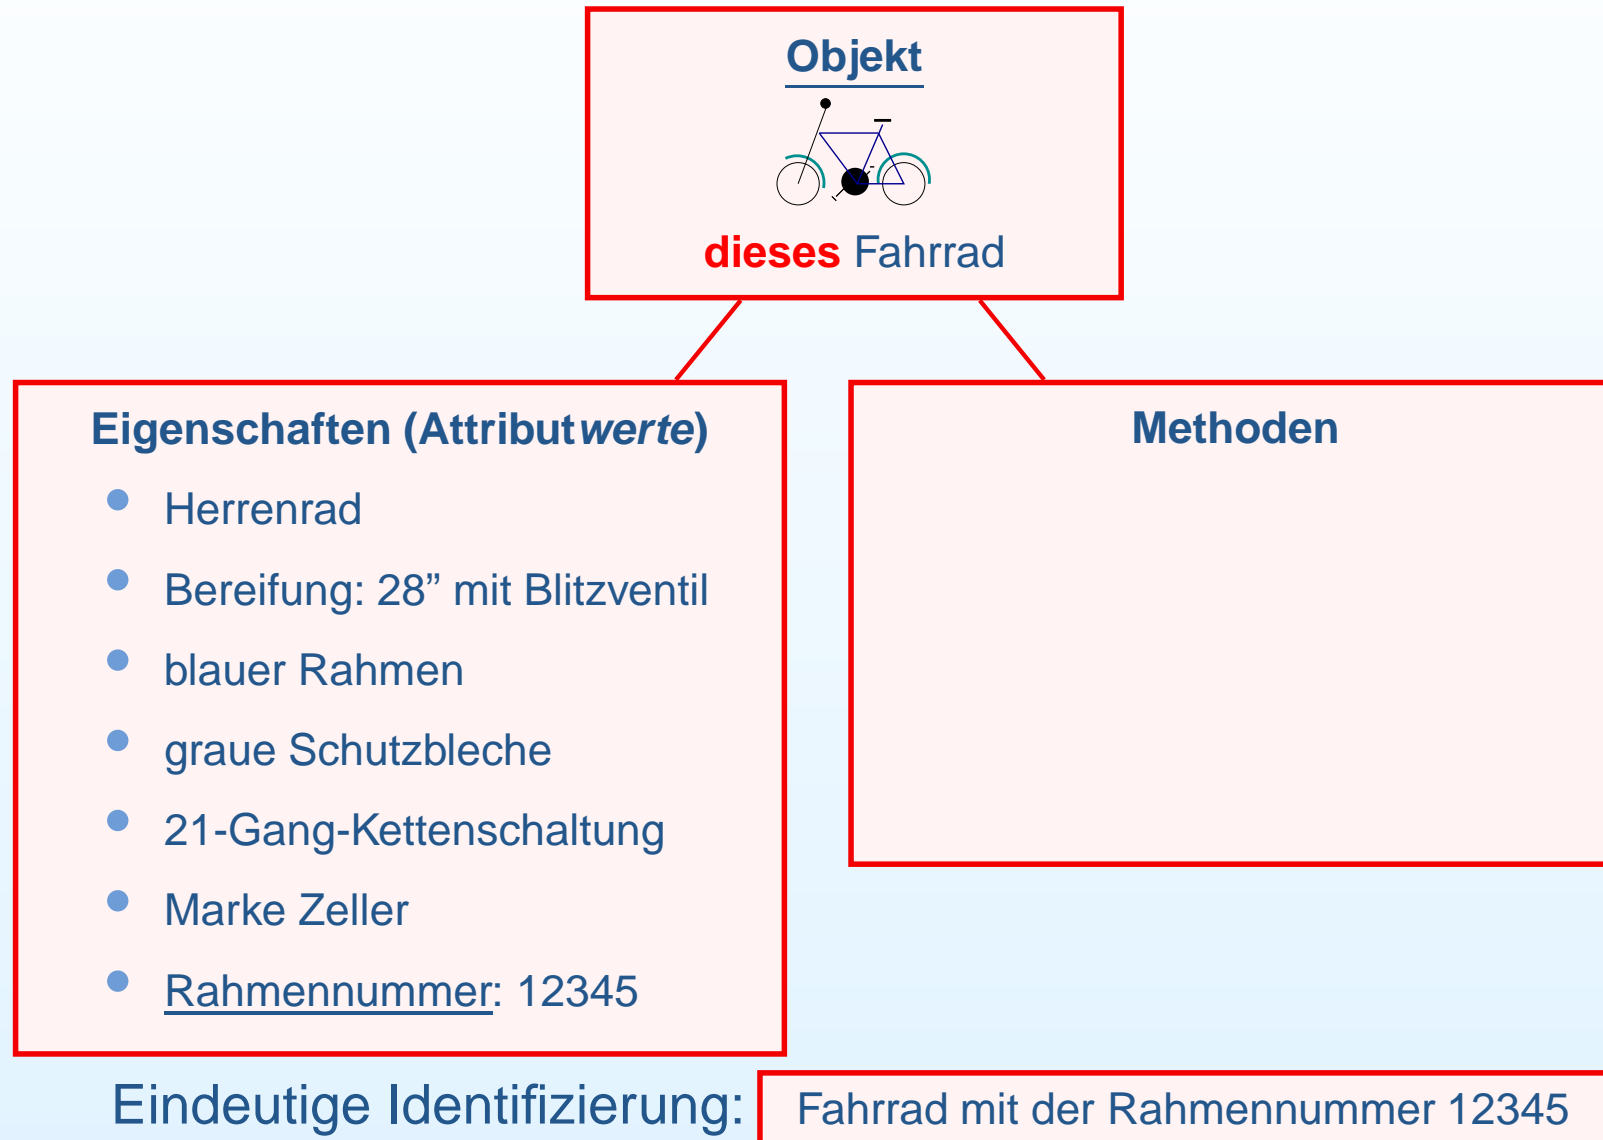 Objekt
dieses Fahrrad
Eigenschaften (Attributwerte)
Herrenrad
Bereifung: 28” mit Blitzventil
blauer Rahmen
graue Schutzbleche
21-Gang-Kettenschaltung
Marke Zeller
Rahmennummer: 12345
Methoden
Eindeutige Identifizierung:
Fahrrad mit der Rahmennummer 12345